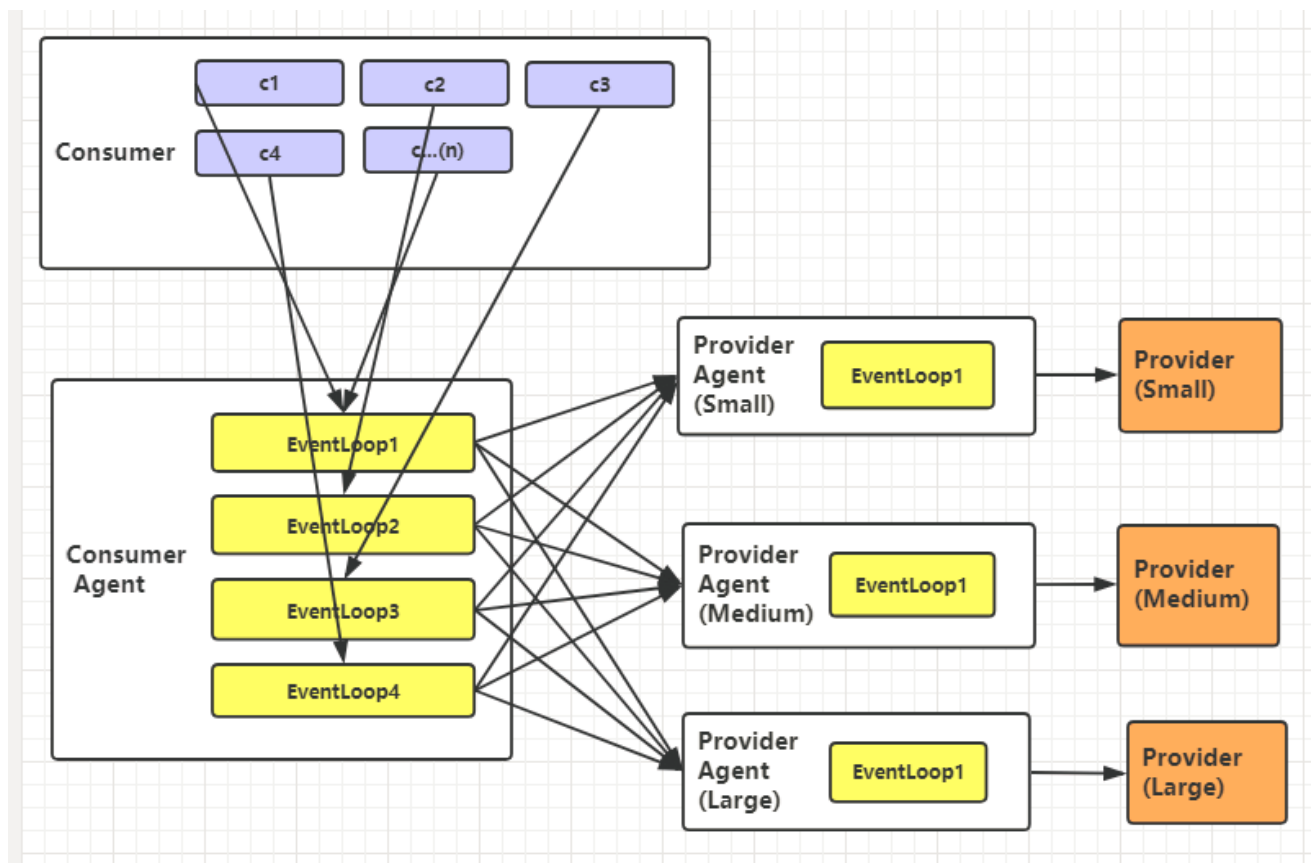 c1
c2
c3
Consumer
c4
c...(n)
Provider
Agent
(Small)
EventLoop1
Provider
(Small)
EventLoop1
EventLoop2
EventLoop3
EventLoop4
Consumer
Agent
Provider
Agent
(Medium)
EventLoop1
Provider
(Medium)
Provider
Agent
(Large)
EventLoop1
Provider
(Large)